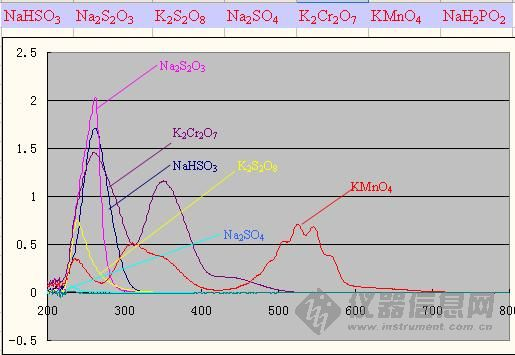 NaHSO3 Na2S2O3 K2S2O8 Na2SO4 K2Cr2O7 KMnO4 NaH2PO2
2.5
Na2S2O3
2
K2Cr2O7
1.5
NaHSO3
K2S2O8
KMnO4
1
0.5
Na2SO4
0
200 300 400 500 600 700 800
-0.5
仪器信息网
www.instrument.com.cn